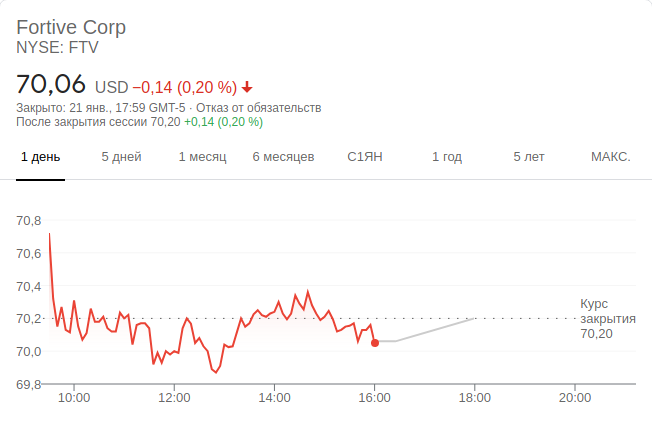 Fortive Corp
NYSE: FTV
70,06 USD −0,14 (0,20 %)
Закрыто: 21 янв., 17:59 GMT-5 · Отказ от обязательств
После закрытия сессии 70,20 +0,14 (0,20 %)
1 день 5 дней 1 месяц 6 месяцев С1ЯН 1 год 5 лет МАКС.
70,8
70,6
70,4
70,2
70,0
69,8
Курс
закрытия
70,20
10:00 12:00 14:00 16:00 18:00 20:00